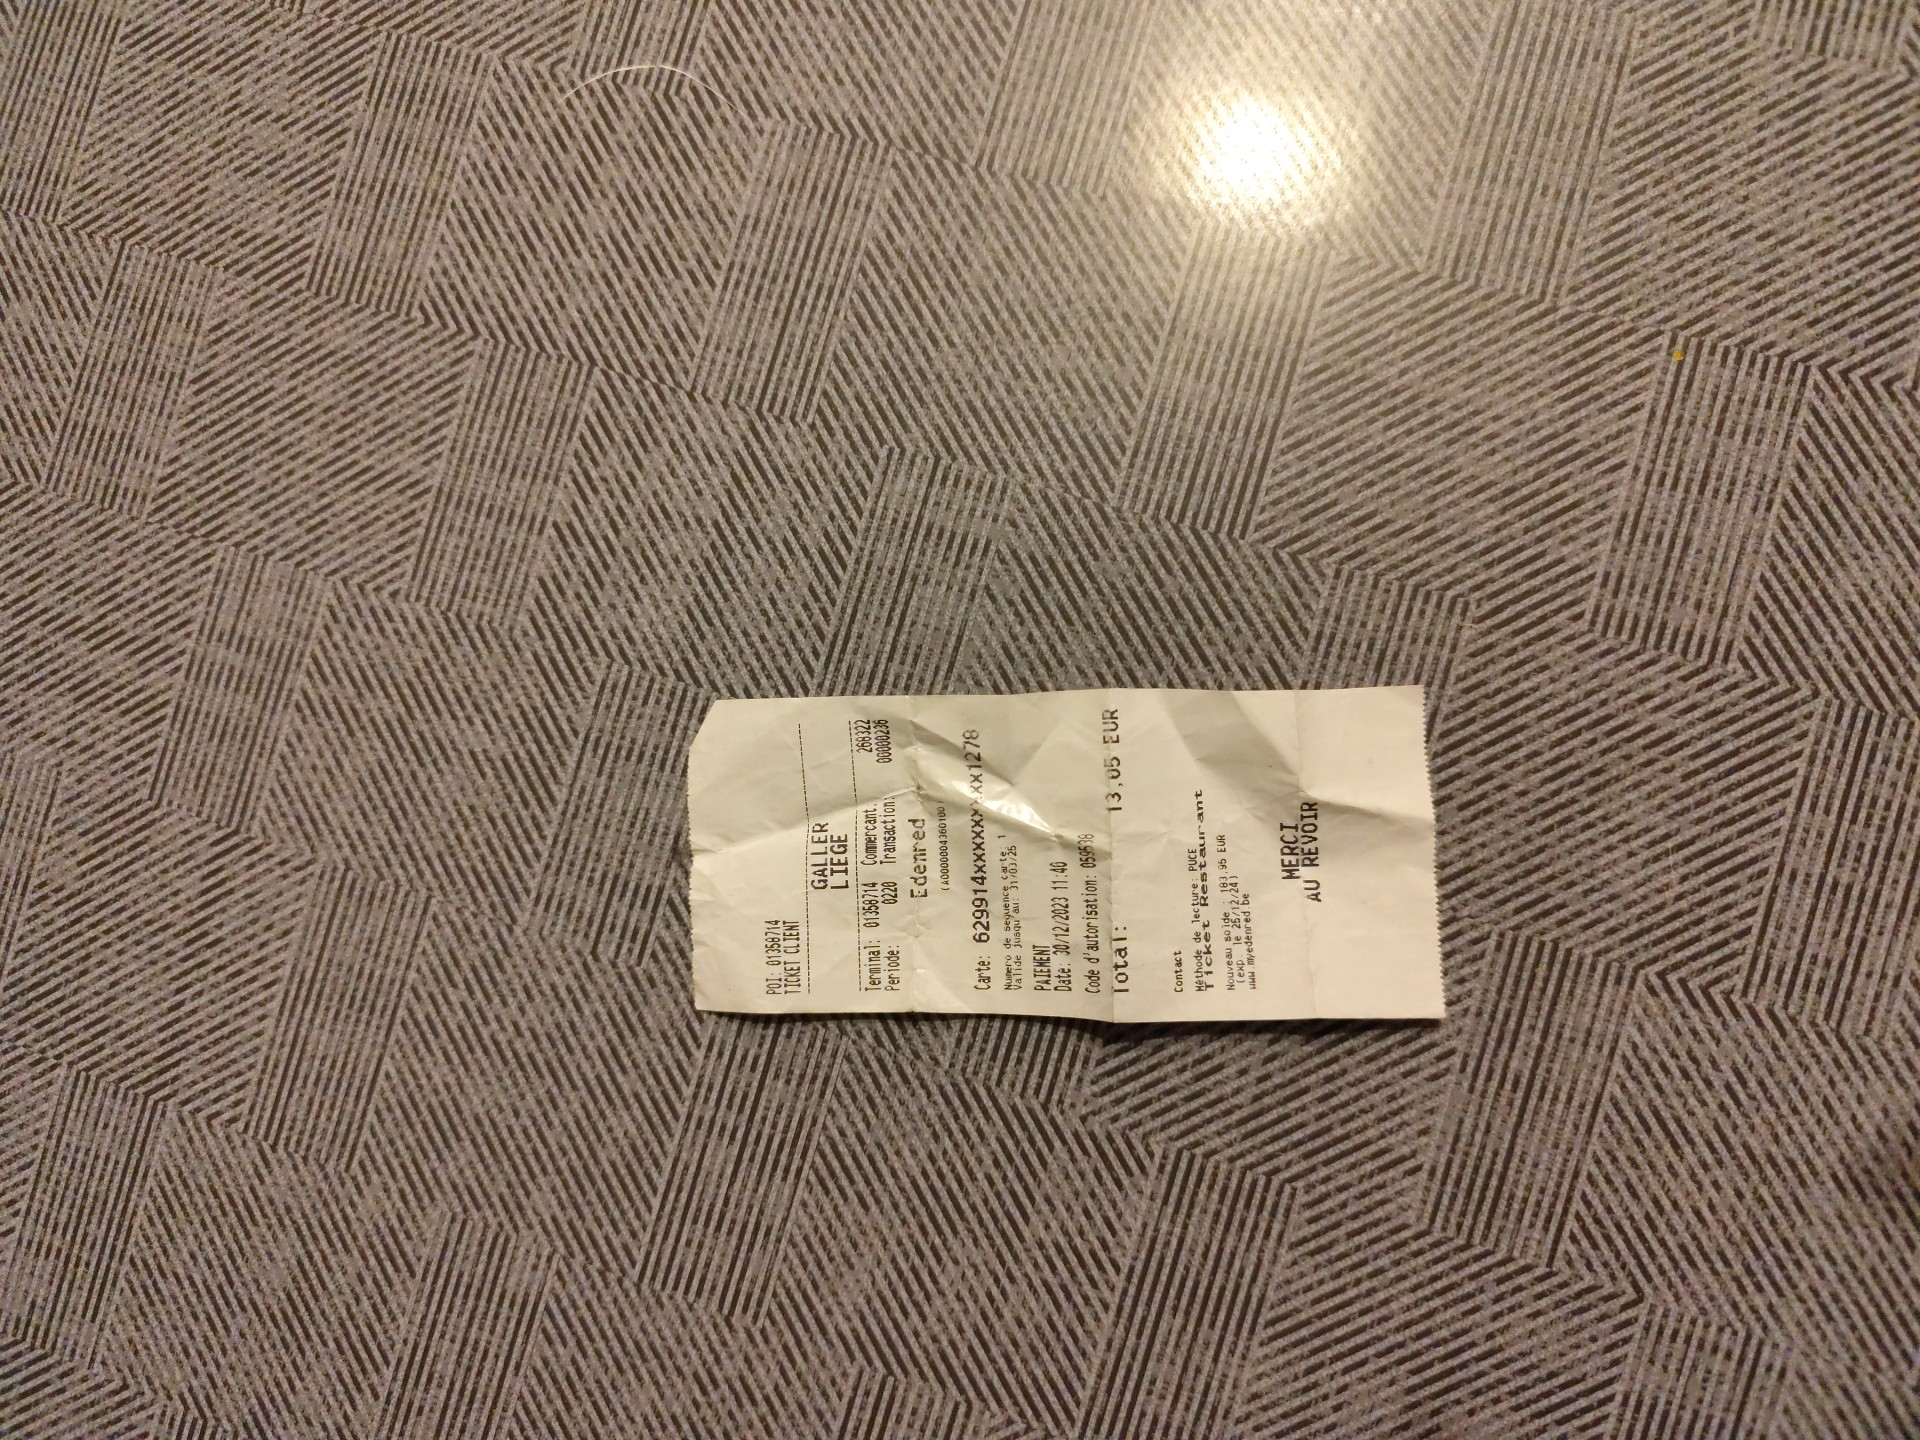 POI: 01358714
TICKET CLIENT
GALLER
LIEGE
Terminal: 01358714 Commercant: 268322
Periode: 0220 Transaction: 00000236
Edenred
(A0000004360100)
Carte: 629914xxxxxxxxx1278
Numero de sequence carte: 1
Valide jusqu'au: 31/03/25
PAIEMENT
Date: 30/12/2023 11:40
Code d'autorisation:
Total: 13,05 EUR
Contact
Méthode de lecture: PUCE
Ticket Restaurant
Nouveau solde : 183.95 EUR
(exp. le 25/12/24)
www.myedenred.be
MERCI
AU REVOIR